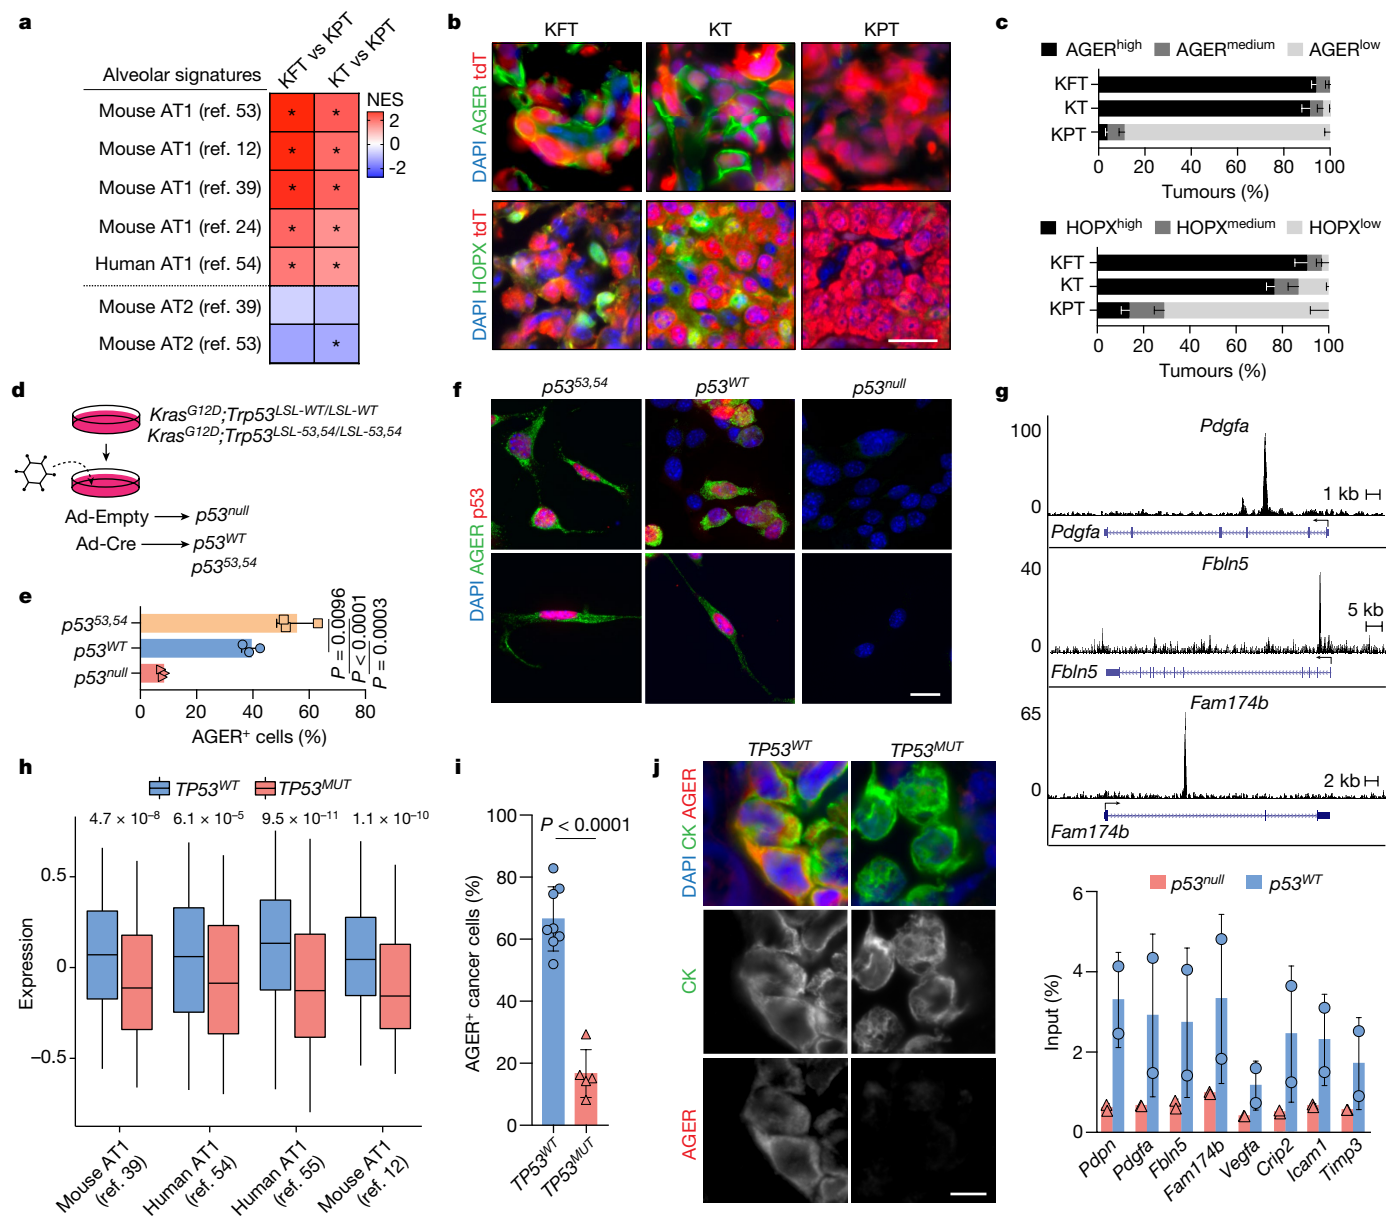 a
KFT vs KPT
KT vs KPT
Alveolar signatures
NES
2
0
-2
Mouse AT1 (ref. 53) * *
Mouse AT1 (ref. 12) * *
Mouse AT1 (ref. 39) * *
Mouse AT1 (ref. 24) * *
Human AT1 (ref. 54) * *
Mouse AT2 (ref. 39)
Mouse AT2 (ref. 53) *
b
KFT KT KPT
DAPI AGER tdT
DAPI HOPX tdT
c
AGERhigh AGERmedium AGERlow
KFT
KT
KPT
0 20 40 60 80 100
Tumours (%)
HOPXhigh HOPXmedium HOPXlow
KFT
KT
KPT
0 20 40 60 80 100
Tumours (%)
d
KrasG12D;Trp53LSL-WT/LSL-WT
KrasG12D;Trp53LSL-53,54/LSL-53,54
Ad-Empty p53null
Ad-Cre p53WT
p5353,54
e
p5353,54
p53WT
p53null
P = 0.0096
P < 0.0001
P = 0.0003
0 20 40 60 80
AGER+ cells (%)
f
p5353,54 p53WT p53null
DAPI AGER p53
g
100
0
Pdgfa
1 kb
Pdgfa
40
0
Fbln5
5 kb
Fbln5
65
0
Fam174b
2 kb
Fam174b
p53null p53WT
6
4
2
0
Input (%)
Pdpn
Pdgfa
Fbln5
Fam174b
Vegfa
Crip2
Icam1
Timp3
h
TP53WT TP53MUT
4.7 × 10−8 6.1 × 10−5 9.5 × 10−11 1.1 × 10−10
0.5
0
−0.5
Expression
Mouse AT1 (ref. 39)
Human AT1 (ref. 54)
Human AT1 (ref. 55)
Mouse AT1 (ref. 12)
i
P < 0.0001
100
80
60
40
20
0
AGER+ cancer cells (%)
TP53WT
TP53MUT
j
TP53WT TP53MUT
DAPI CK AGER
CK
AGER